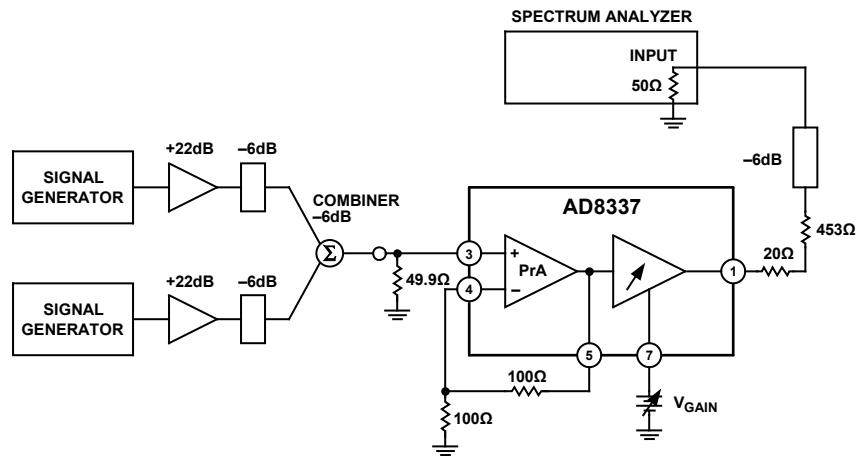 SPECTRUM ANALYZER
INPUT
50Ω
+22dB
–6dB
SIGNAL
GENERATOR
COMBINER
–6dB
Σ
AD8337
–6dB
453Ω
20Ω
49.9Ω
3
+
PrA
4
–
1
+22dB
–6dB
SIGNAL
GENERATOR
5
7
100Ω
100Ω
VGAIN